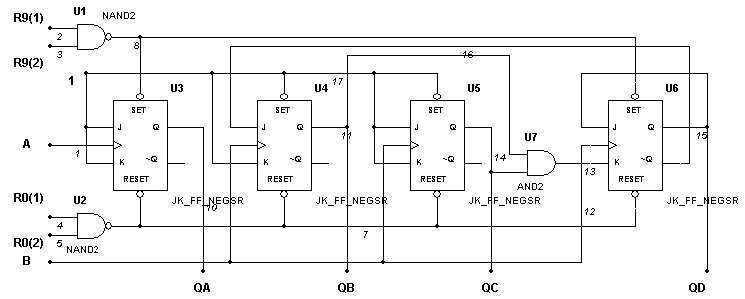 U1
NAND2
R9(1)
2
3
8
R9(2)
16
1
17
U3
U4
U5
U6
SET
SET
SET
SET
J Q
J Q
J Q
J Q
U7
11
15
A
1
14
K ~Q
K ~Q
K ~Q
K ~Q
13
RESET
RESET
RESET
RESET
AND2
R0(1)
U2
JK_FF_NEGSR
JK_FF_NEGSR
JK_FF_NEGSR
JK_FF_NEGSR
10
12
4
R0(2)
5
7
NAND2
B
QA
QB
QC
QD